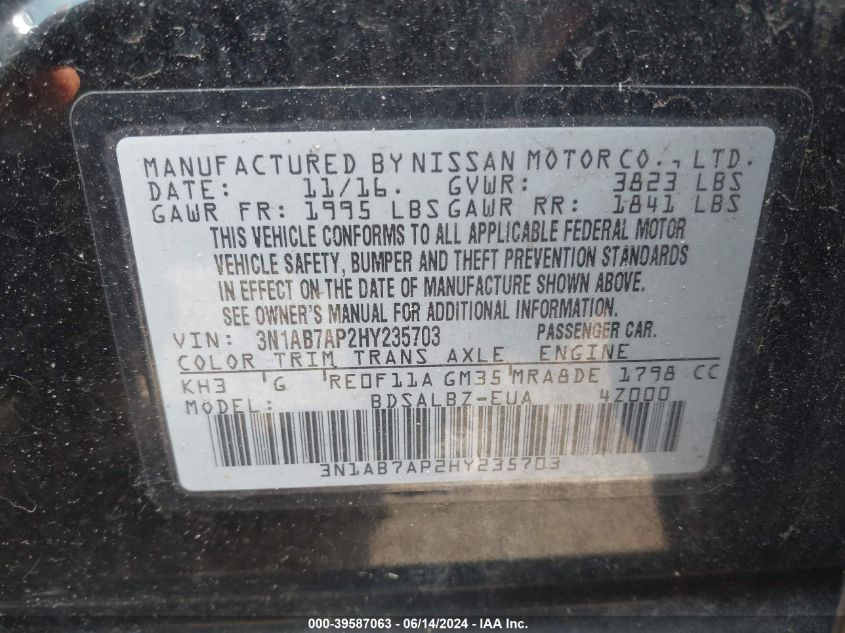 MANUFACTURED BY NISSAN MOTOR CO., LTD.
DATE: 11/16. GVWR: 3823 LBS
GAWR FR: 1995 LBS GAWR RR: 1841 LBS
THIS VEHICLE CONFORMS TO ALL APPLICABLE FEDERAL MOTOR
VEHICLE SAFETY, BUMPER AND THEFT PREVENTION STANDARDS
IN EFFECT ON THE DATE OF MANUFACTURE SHOWN ABOVE.
SEE OWNER'S MANUAL FOR ADDITIONAL INFORMATION.
VIN: 3N1AB7AP2HY235703 PASSENGER CAR.
COLOR TRIM TRANS AXLE ENGINE
KH3 G RE0F11A GM35 MRA8DE 1798 CC
MODEL: BDSALBZ-EUA 4Z000
3N1AB7AP2HY235703
000-39587063 - 06/14/2024 - IAA Inc.